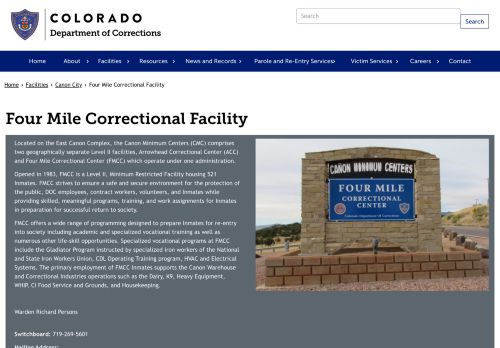 COLORADO
Department of Corrections
Search
Search
Home
About
Facilities
Resources
News and Records
Parole and Re-Entry Services
Victim Services
Careers
Contact
Home › Facilities › Canon City › Four Mile Correctional Facility
Four Mile Correctional Facility
Located on the East Canon Complex, the Canon Minimum Centers (CMC) comprises
two geographically separate Level II facilities, Arrowhead Correctional Center (ACC)
and Four Mile Correctional Center (FMCC) which operate under one administration.
Opened in 1983, FMCC is a Level II, Minimum Restricted Facility housing 521
Inmates. FMCC strives to ensure a safe and secure environment for the protection of
the public, DOC employees, contract workers, volunteers, and Inmates while
providing skilled, meaningful programs, training, and work assignments for Inmates
in preparation for successful return to society.
FMCC offers a wide range of programming designed to prepare Inmates for re-entry
into society including academic and specialized vocational training as well as
numerous other life-skill opportunities. Specialized vocational programs at FMCC
include the Gladiator Program instructed by specialized iron workers of the National
and State Iron Workers Union, CDL Operating Training program, HVAC and Electrical
Systems. The primary employment of FMCC Inmates supports the Canon Warehouse
and Correctional Industries operations such as the Dairy, K9, Heavy Equipment,
WHIP, CI Food Service and Grounds, and Housekeeping.
Warden Richard Persons
Switchboard: 719-269-5601
Mailing Address:
CAÑON MINIMUM CENTERS
FOUR MILE
CORRECTIONAL
CENTER
Colorado Department Of Corrections